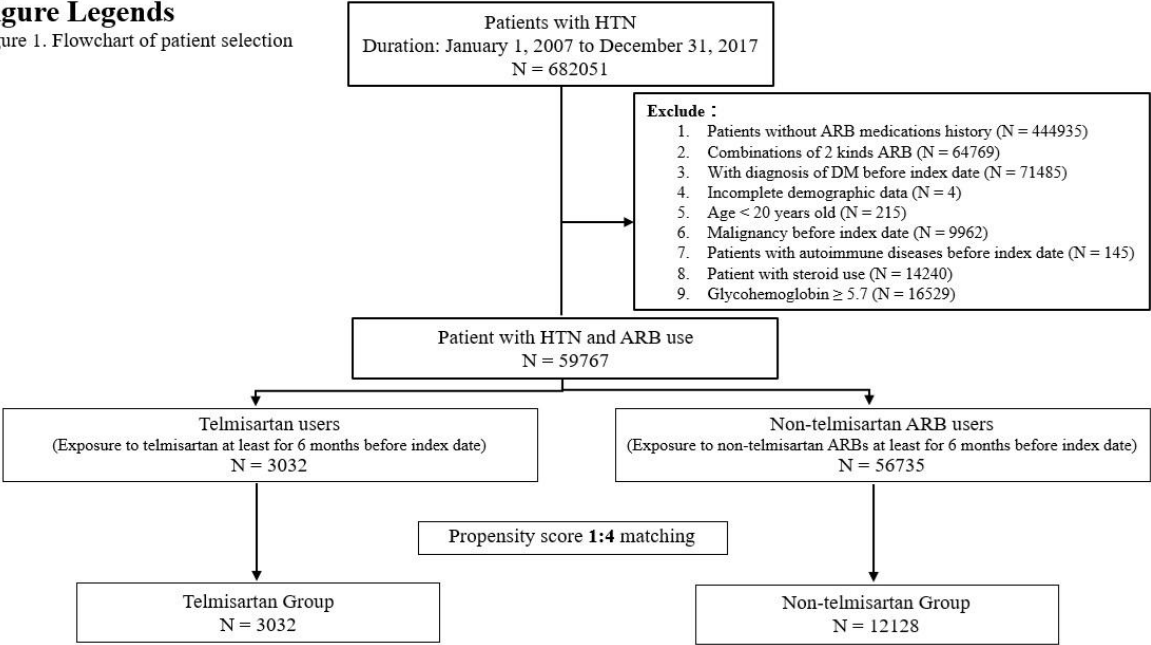 gure Legends
ure 1. Flowchart of patient selection
Patients with HTN
Duration: January 1, 2007 to December 31, 2017
N = 682051
Exclude：
1. Patients without ARB medications history (N = 444935)
2. Combinations of 2 kinds ARB (N = 64769)
3. With diagnosis of DM before index date (N = 71485)
4. Incomplete demographic data (N = 4)
5. Age < 20 years old (N = 215)
6. Malignancy before index date (N = 9962)
7. Patients with autoimmune diseases before index date (N = 145)
8. Patient with steroid use (N = 14240)
9. Glycohemoglobin ≥ 5.7 (N = 16529)
Patient with HTN and ARB use
N = 59767
Telmisartan users
(Exposure to telmisartan at least for 6 months before index date)
N = 3032
Non-telmisartan ARB users
(Exposure to non-telmisartan ARBs at least for 6 months before index date)
N = 56735
Propensity score 1:4 matching
Telmisartan Group
N = 3032
Non-telmisartan Group
N = 12128